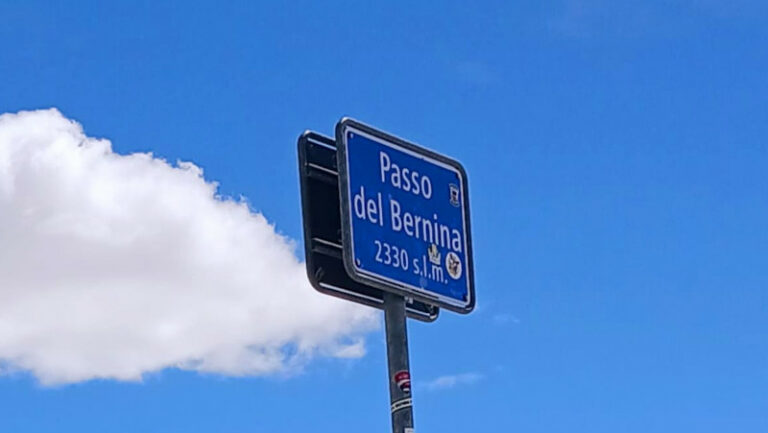 Passo
del Bernina
2330 s.l.m.